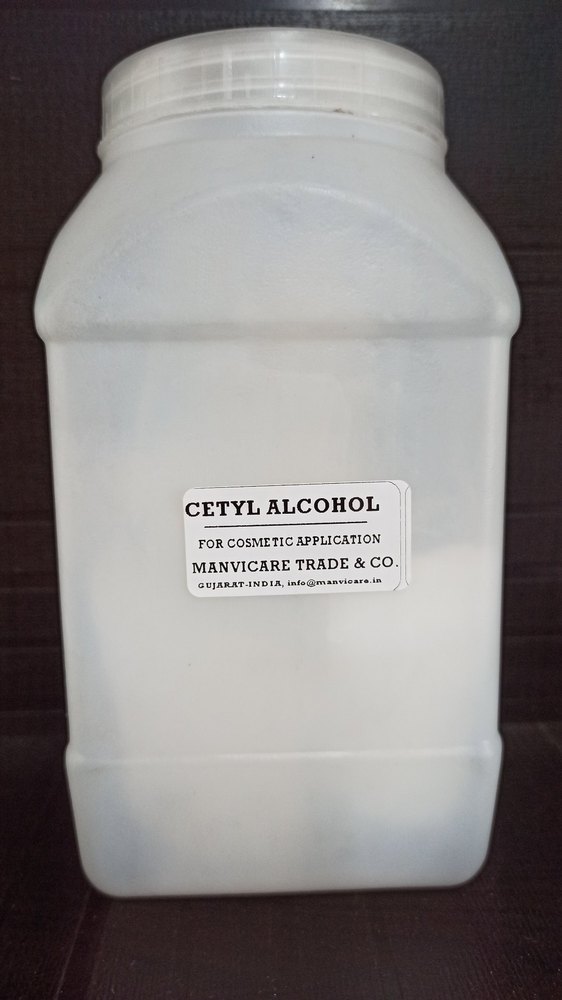 CETYL ALCOHOL
FOR COSMETIC APPLICATION
MANVICARE TRADE & CO.
GUJARAT-INDIA, info@manvicare.in